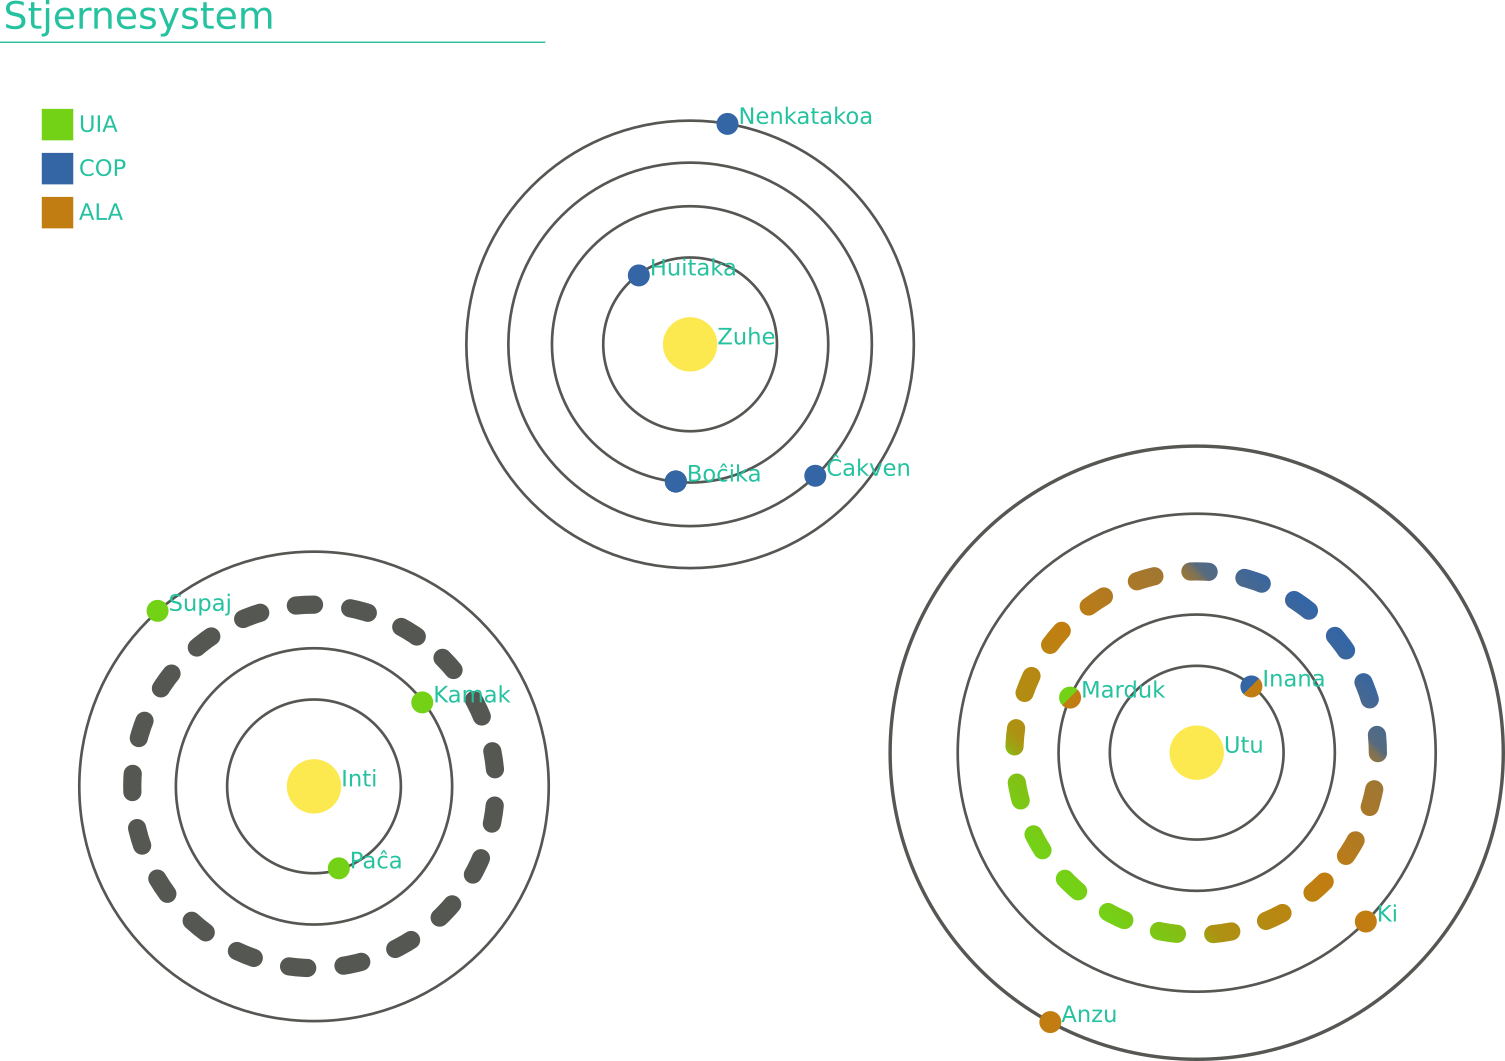 Stjernesystem
UIA
COP
ALA
Nenkatakoa
Huitaka
Zuhe
Boĉika
Ĉakven
Supaj
Kamak
Inti
Paĉa
Inana
Marduk
Utu
Ki
Anzu